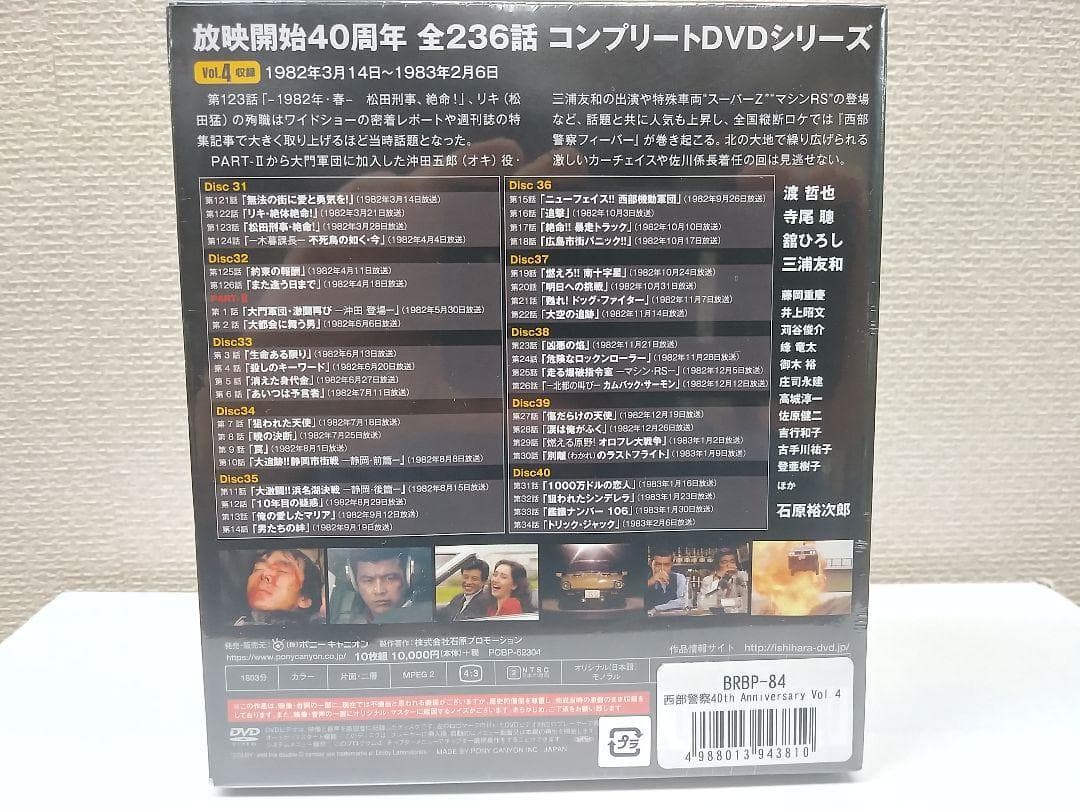 放映開始40周年 全236話 コンプリートDVDシリーズ
Vol.4 収録 1982年3月14日〜1983年2月6日
第123話「−1982年・春− 松田刑事、絶命!」、リキ(松
田猛)の殉職はワイドショーの密着レポートや週刊誌の特
集記事で大きく取り上げるほど当時話題となった。
PART-Ⅱから大門軍団に加入した沖田五郎(オキ)役・
三浦友和の出演や特殊車両"スーパーZ""マシンRS"の登場
など、話題と共に人気も上昇し、全国縦断ロケでは『西部
警察フィーバー』が巻き起こる。北の大地で繰り広げられる
激しいカーチェイスや佐川係長着任の回は見逃せない。
Disc 31
第121話「無法の街に愛と勇気を!」(1982年3月14日放送)
第122話「リキ・絶体絶命!」(1982年3月21日放送)
第123話「松田刑事・絶命!」(1982年3月28日放送)
第124話「―木暮課長― 不死鳥の如く・今」(1982年4月4日放送)
Disc32
第125話「約束の報酬」(1982年4月11日放送)
第126話「また逢う日まで」(1982年4月18日放送)
PART-Ⅱ
第1話「大門軍団・激闘再び ―沖田 登場―」(1982年5月30日放送)
第2話「大都会に舞う男」(1982年6月6日放送)
Disc33
第3話「生命ある限り」(1982年6月13日放送)
第4話「殺しのキーワード」(1982年6月20日放送)
第5話「消えた身代金」(1982年6月27日放送)
第6話「あいつは予言者」(1982年7月11日放送)
Disc34
第7話「狙われた天使」(1982年7月18日放送)
第8話「暁の決断」(1982年7月25日放送)
第9話「罠」(1982年8月1日放送)
第10話「大追跡!!静岡市街戦 ―静岡・前篇―」(1982年8月8日放送)
Disc35
第11話「大激闘!!浜名湖決戦 ―静岡・後篇―」(1982年8月15日放送)
第12話「10年目の疑惑」(1982年8月29日放送)
第13話「俺の愛したマリア」(1982年9月12日放送)
第14話「男たちの絆」(1982年9月19日放送)
Disc 36
第15話「ニューフェイス!! 西部機動軍団」(1982年9月26日放送)
第16話「追撃」(1982年10月3日放送)
第17話「絶命!! 暴走トラック」(1982年10月10日放送)
第18話「広島市街パニック!!」(1982年10月17日放送)
Disc37
第19話「燃えろ!! 南十字星」(1982年10月24日放送)
第20話「明日への挑戦」(1982年10月31日放送)
第21話「甦れ! ドッグ・ファイター」(1982年11月7日放送)
第22話「大空の追跡」(1982年11月14日放送)
Disc38
第23話「凶悪の焔」(1982年11月21日放送)
第24話「危険なロックンローラー」(1982年11月28日放送)
第25話「走る爆破指令室 ―マシン・RS―」(1982年12月5日放送)
第26話「―北都の叫び― カムバック・サーモン」(1982年12月12日放送)
Disc39
第27話「傷だらけの天使」(1982年12月19日放送)
第28話「涙は俺がふく」(1982年12月26日放送)
第29話「燃える原野! オロフレ大戦争」(1983年1月2日放送)
第30話「別離(わかれ)のラストフライト」(1983年1月9日放送)
Disc40
第31話「1000万ドルの恋人」(1983年1月16日放送)
第32話「狙われたシンデレラ」(1983年1月23日放送)
第33話「鑑識ナンバー 106」(1983年1月30日放送)
第34話「トリック・ジャック」(1983年2月6日放送)
渡 哲也
寺尾 聰
舘ひろし
三浦友和
藤岡重慶
井上昭文
苅谷俊介
峰 竜太
御木 裕
庄司永建
高城淳一
佐原健二
吉行和子
古手川祐子
登亜樹子
ほか
石原裕次郎
発売・販売元 (株)ポニーキャニオン 製作著作:株式会社石原プロモーション
https://www.ponycanyon.co.jp/ 10枚組 10,000円(本体)+税 PCBP-62304
作品情報サイト http://ishihara-dvd.jp/
1803分 カラー 片面・二層 MPEG 2 4:3 2 NTSC オリジナル(日本語) モノラル
BRBP-84
西部警察40th Anniversary Vol 4
4 988013 943810
プラ
DVD
MADE BY PONY CANYON INC. JAPAN